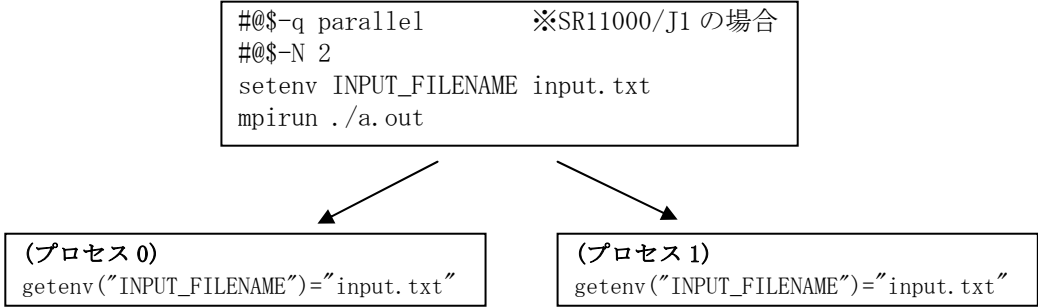 #@$-q parallel ※SR11000/J1 の場合
#@$-N 2
setenv INPUT_FILENAME input.txt
mpirun ./a.out
(プロセス 0)
getenv("INPUT_FILENAME")="input.txt"
(プロセス 1)
getenv("INPUT_FILENAME")="input.txt"